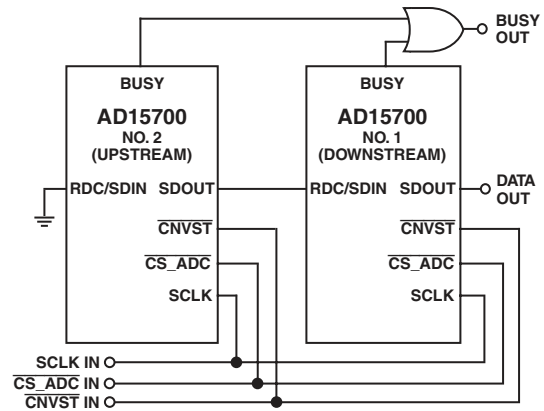 BUSY
OUT
BUSY
AD15700
NO. 2
(UPSTREAM)
RDC/SDIN SDOUT
CNVST
CS_ADC
SCLK
BUSY
AD15700
NO. 1
(DOWNSTREAM)
RDC/SDIN SDOUT
CNVST
CS_ADC
SCLK
DATA
OUT
SCLK IN
CS_ADC IN
CNVST IN